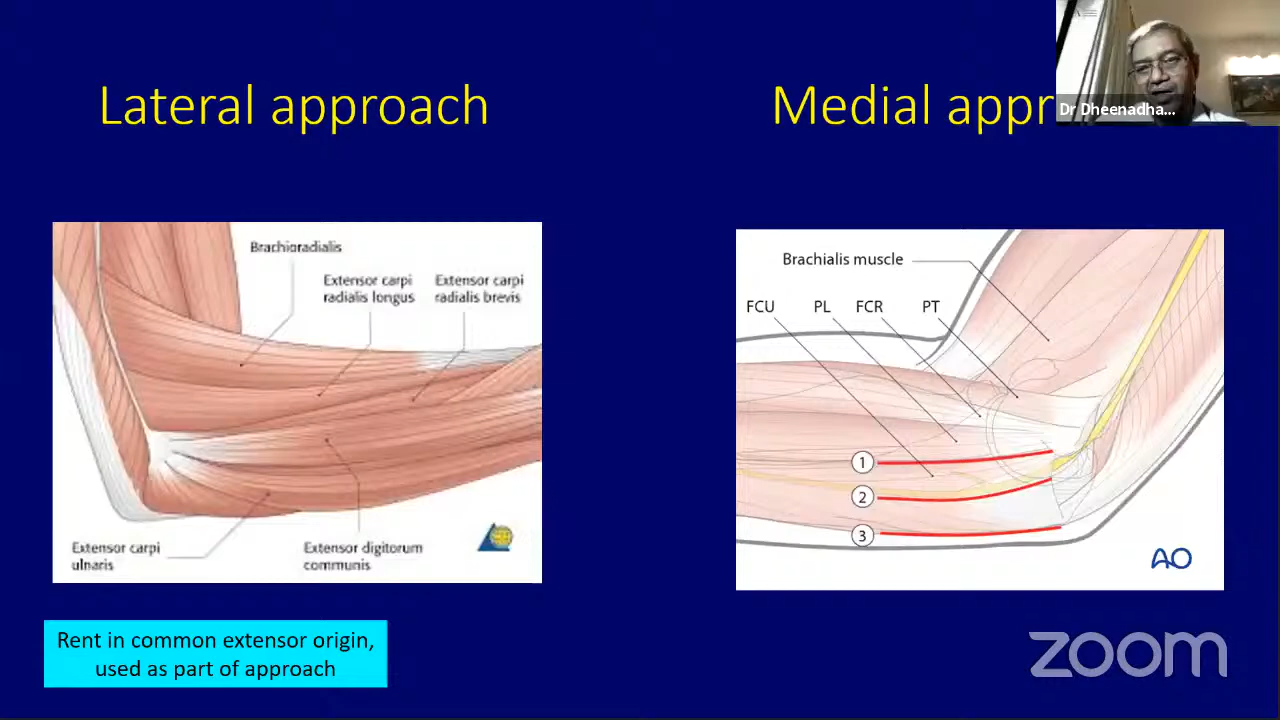 Lateral approach
Medial appr
Dr Dheenadha...
Brachioradialis
Extensor carpi
radialis longus
Extensor carpi
radialis brevis
Extensor carpi
ulnaris
Extensor digitorum
communis
Brachialis muscle
FCU
PL
FCR
PT
1
2
3
AO
Rent in common extensor origin,
used as part of approach
zoom